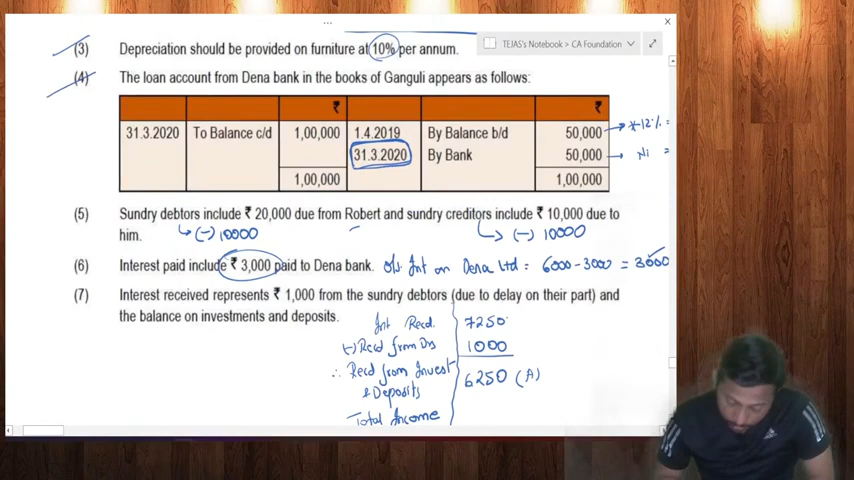 TEJAS's Notebook > CA Foundation
(3) Depreciation should be provided on furniture at 10% per annum.
(4) The loan account from Dena bank in the books of Ganguli appears as follows:
₹ ₹
31.3.2020 To Balance c/d 1,00,000 1.4.2019 By Balance b/d 50,000 → *12% =
31.3.2020 By Bank 50,000 → Ni =
1,00,000 1,00,000
(5) Sundry debtors include ₹ 20,000 due from Robert and sundry creditors include ₹ 10,000 due to
him.
(-) 10000 (-) 10000
(6) Interest paid include ₹ 3,000 paid to Dena bank. O/s. Int on Dena Ltd = 6000 - 3000 = 3000
(7) Interest received represents ₹ 1,000 from the sundry debtors (due to delay on their part) and
the balance on investments and deposits.
Int Recd. 7250
(-) Recd from Drs 1000
∴ Recd from Invest 6250 (A)
& Deposits
Total Income
adidas